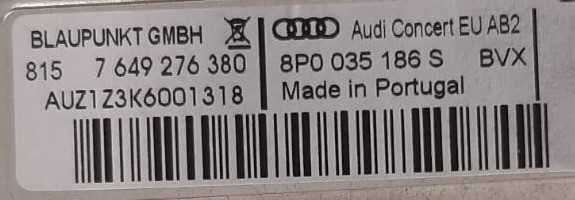 BLAUPUNKT GMBH
815 7 649 276 380
AUZ1Z3K6001318
Audi Concert EU AB2
8P0 035 186 S BVX
Made in Portugal